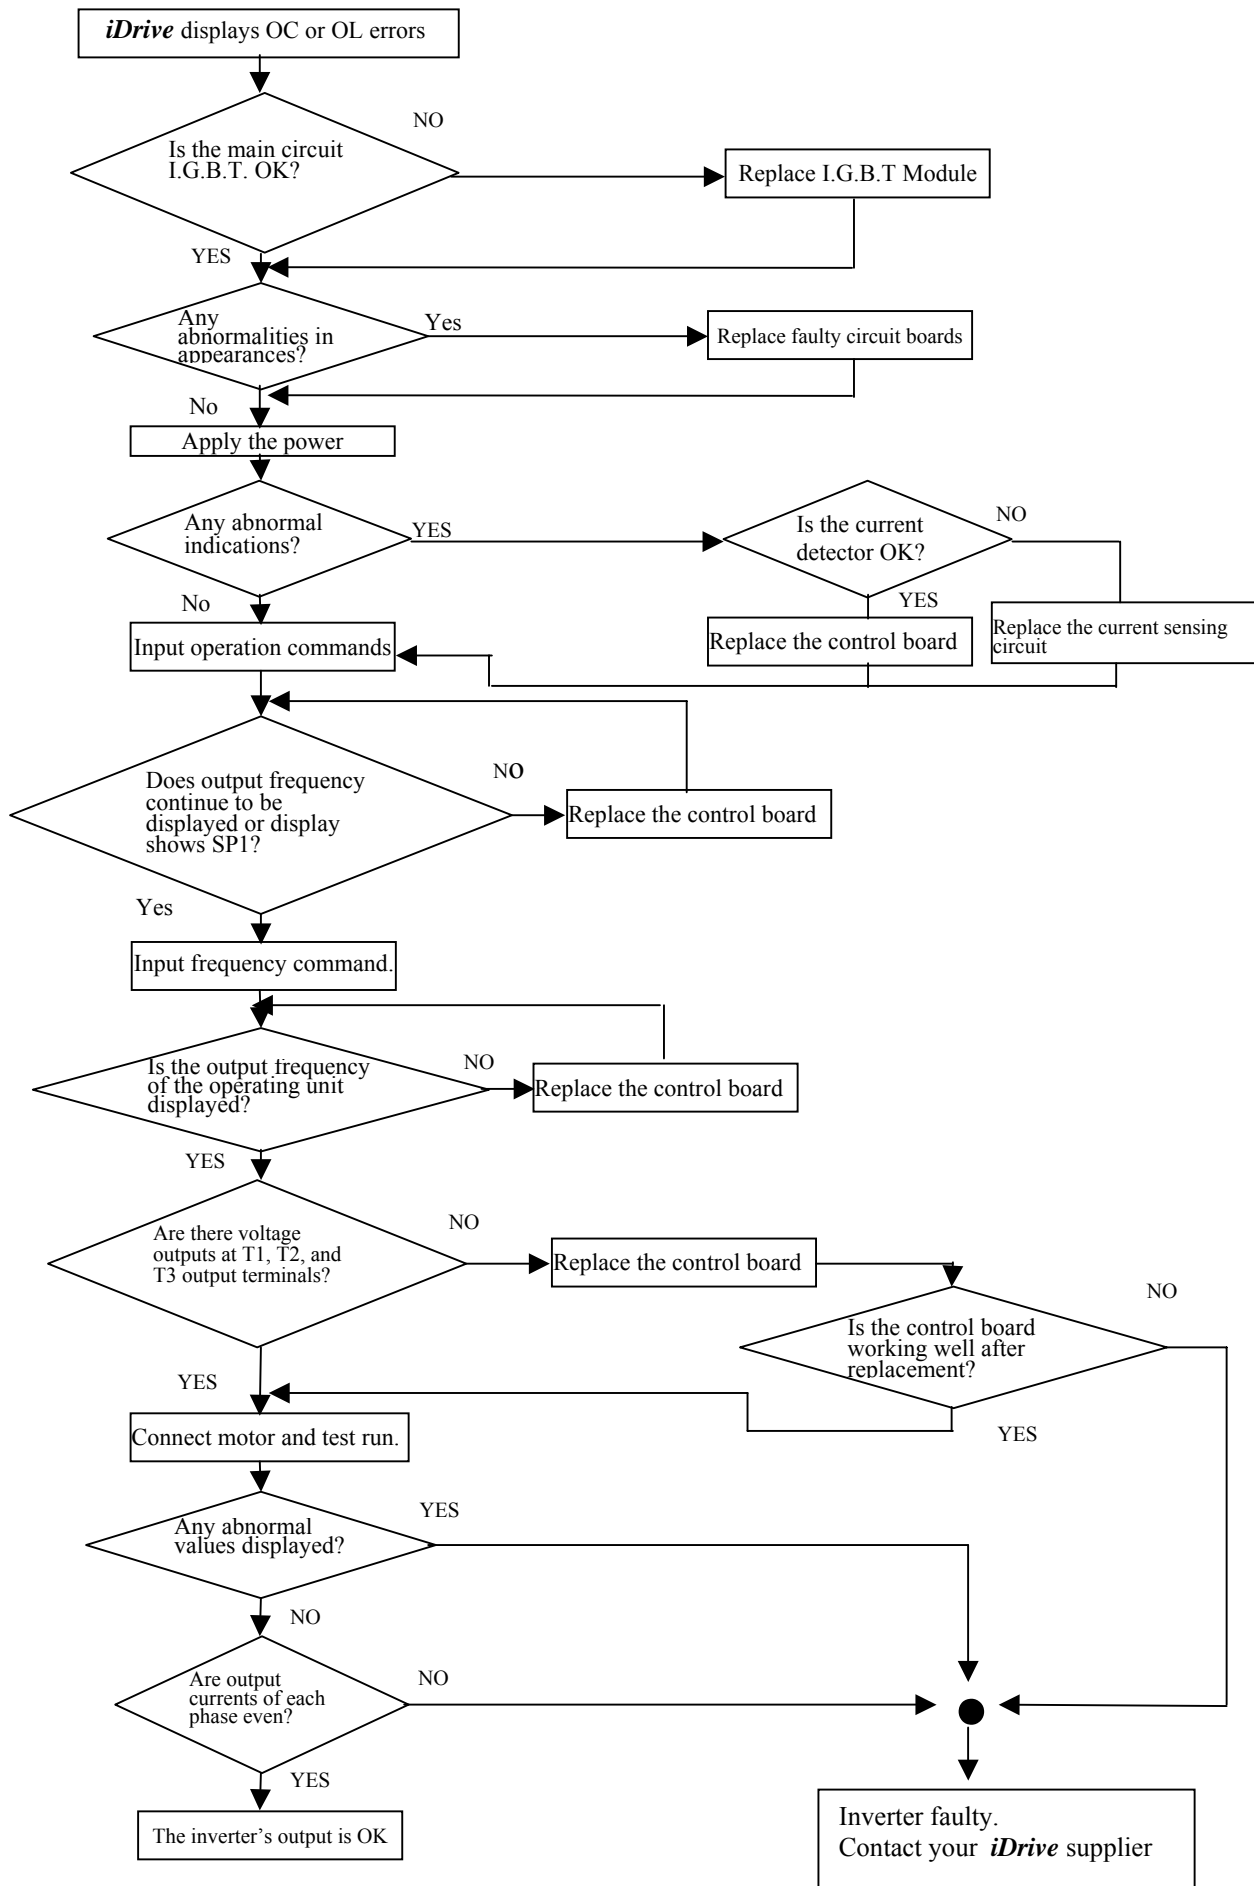 iDrive displays OC or OL errors
NO
Is the main circuit
I.G.B.T. OK?
Replace I.G.B.T Module
YES
Any
abnormalities in
appearances?
Yes
Replace faulty circuit boards
No
Apply the power
Any abnormal
indications?
YES
Is the current
detector OK?
NO
YES
No
Input operation commands
Replace the control board
Replace the current sensing
circuit
Does output frequency
continue to be
displayed or display
shows SP1?
NO
Replace the control board
Yes
Input frequency command.
Is the output frequency
of the operating unit
displayed?
NO
Replace the control board
YES
Are there voltage
outputs at T1, T2, and
T3 output terminals?
NO
Replace the control board
Is the control board
working well after
replacement?
NO
YES
YES
Connect motor and test run.
Any abnormal
values displayed?
YES
NO
Are output
currents of each
phase even?
NO
YES
The inverter's output is OK
Inverter faulty.
Contact your iDrive supplier